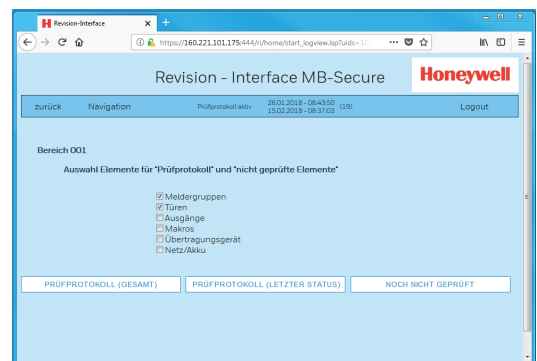 Revision-Interface
https://160.221.101.175:444/ri/home/start_logview.lsp?uids=10
Revision - Interface MB-Secure
Honeywell
zurück Navigation Prüfprotokoll aktiv 26.01.2018 - 08:43:50 (19) Logout
15.02.2018 - 08:37:03
Bereich 001
Auswahl Elemente für "Prüfprotokoll" und "nicht geprüfte Elemente"
Meldergruppen
Türen
Ausgänge
Makros
Übertragungsgerät
Netz/Akku
PRÜFPROTOKOLL (GESAMT) PRÜFPROTOKOLL (LETZTER STATUS) NOCH NICHT GEPRÜFT